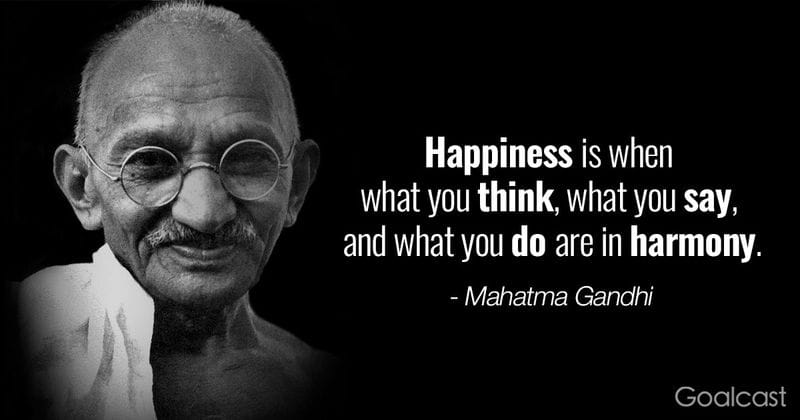 Happiness is when
what you think, what you say,
and what you do are in harmony.
- Mahatma Gandhi
Goalcast